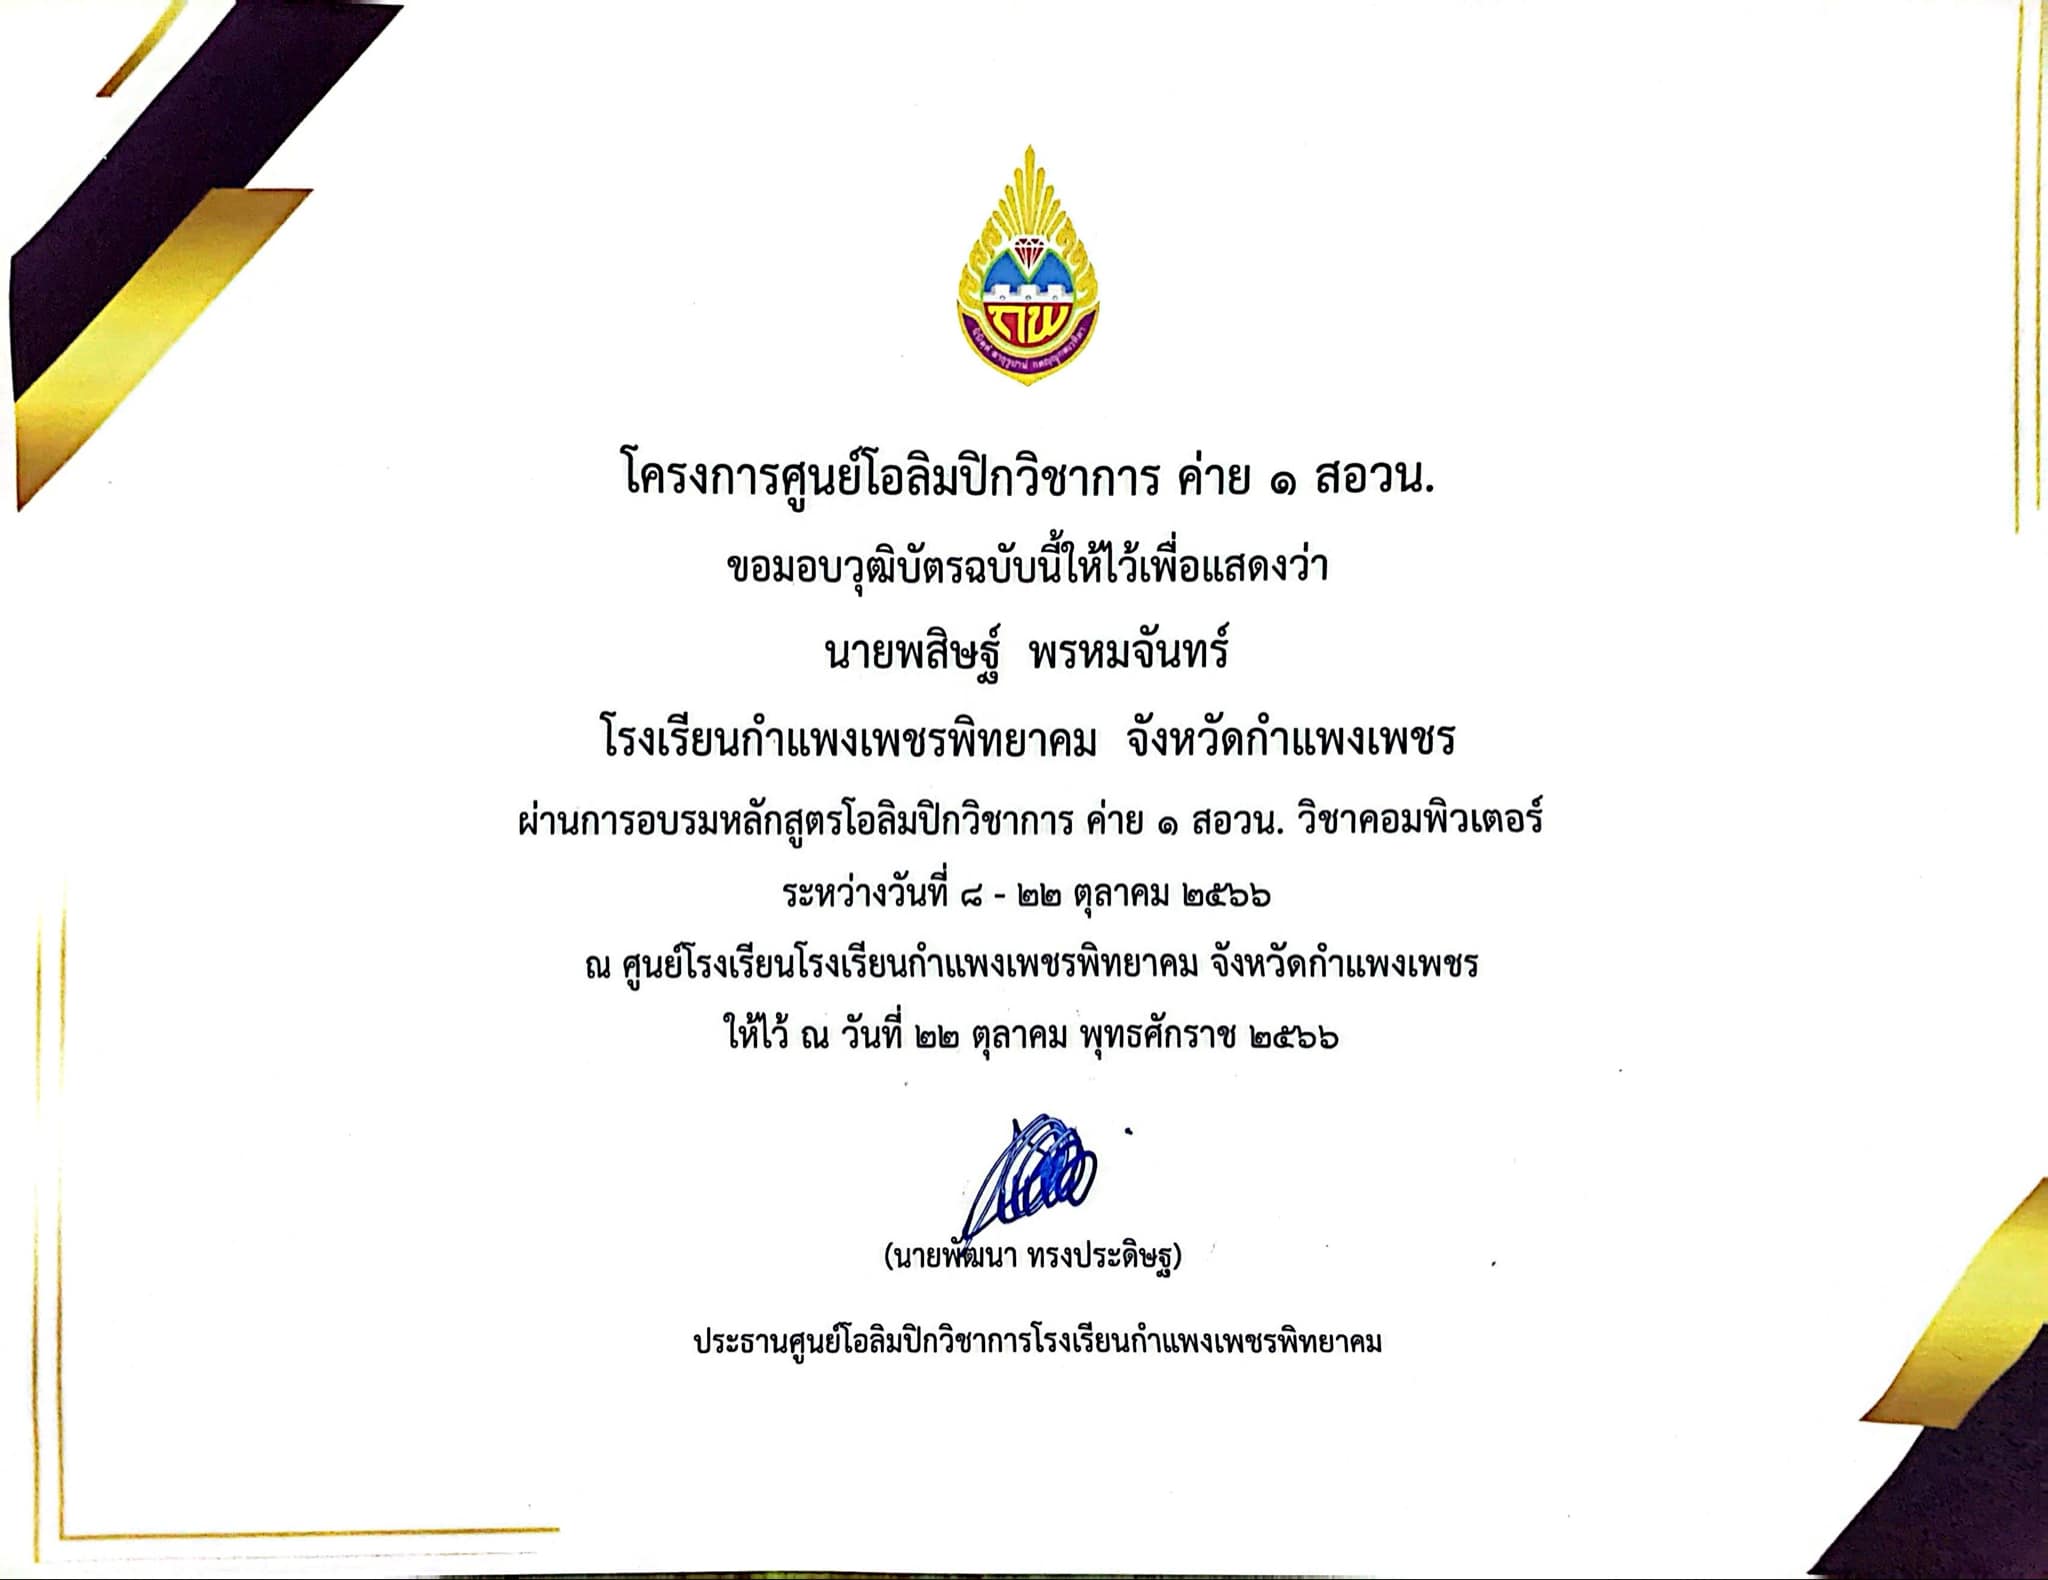 กพ
โครงการศูนย์โอลิมปิกวิชาการ ค่าย ๑ สอวน.
ขอมอบวุฒิบัตรฉบับนี้ให้ไว้เพื่อแสดงว่า
นายพสิษฐ์ พรหมจันทร์
โรงเรียนกำแพงเพชรพิทยาคม จังหวัดกำแพงเพชร
ผ่านการอบรมหลักสูตรโอลิมปิกวิชาการ ค่าย ๑ สอวน. วิชาคอมพิวเตอร์
ระหว่างวันที่ ๘ - ๒๒ ตุลาคม ๒๕๖๖
ณ ศูนย์โรงเรียนโรงเรียนกำแพงเพชรพิทยาคม จังหวัดกำแพงเพชร
ให้ไว้ ณ วันที่ ๒๒ ตุลาคม พุทธศักราช ๒๕๖๖
(นายพัฒนา ทรงประดิษฐ)
ประธานศูนย์โอลิมปิกวิชาการโรงเรียนกำแพงเพชรพิทยาคม